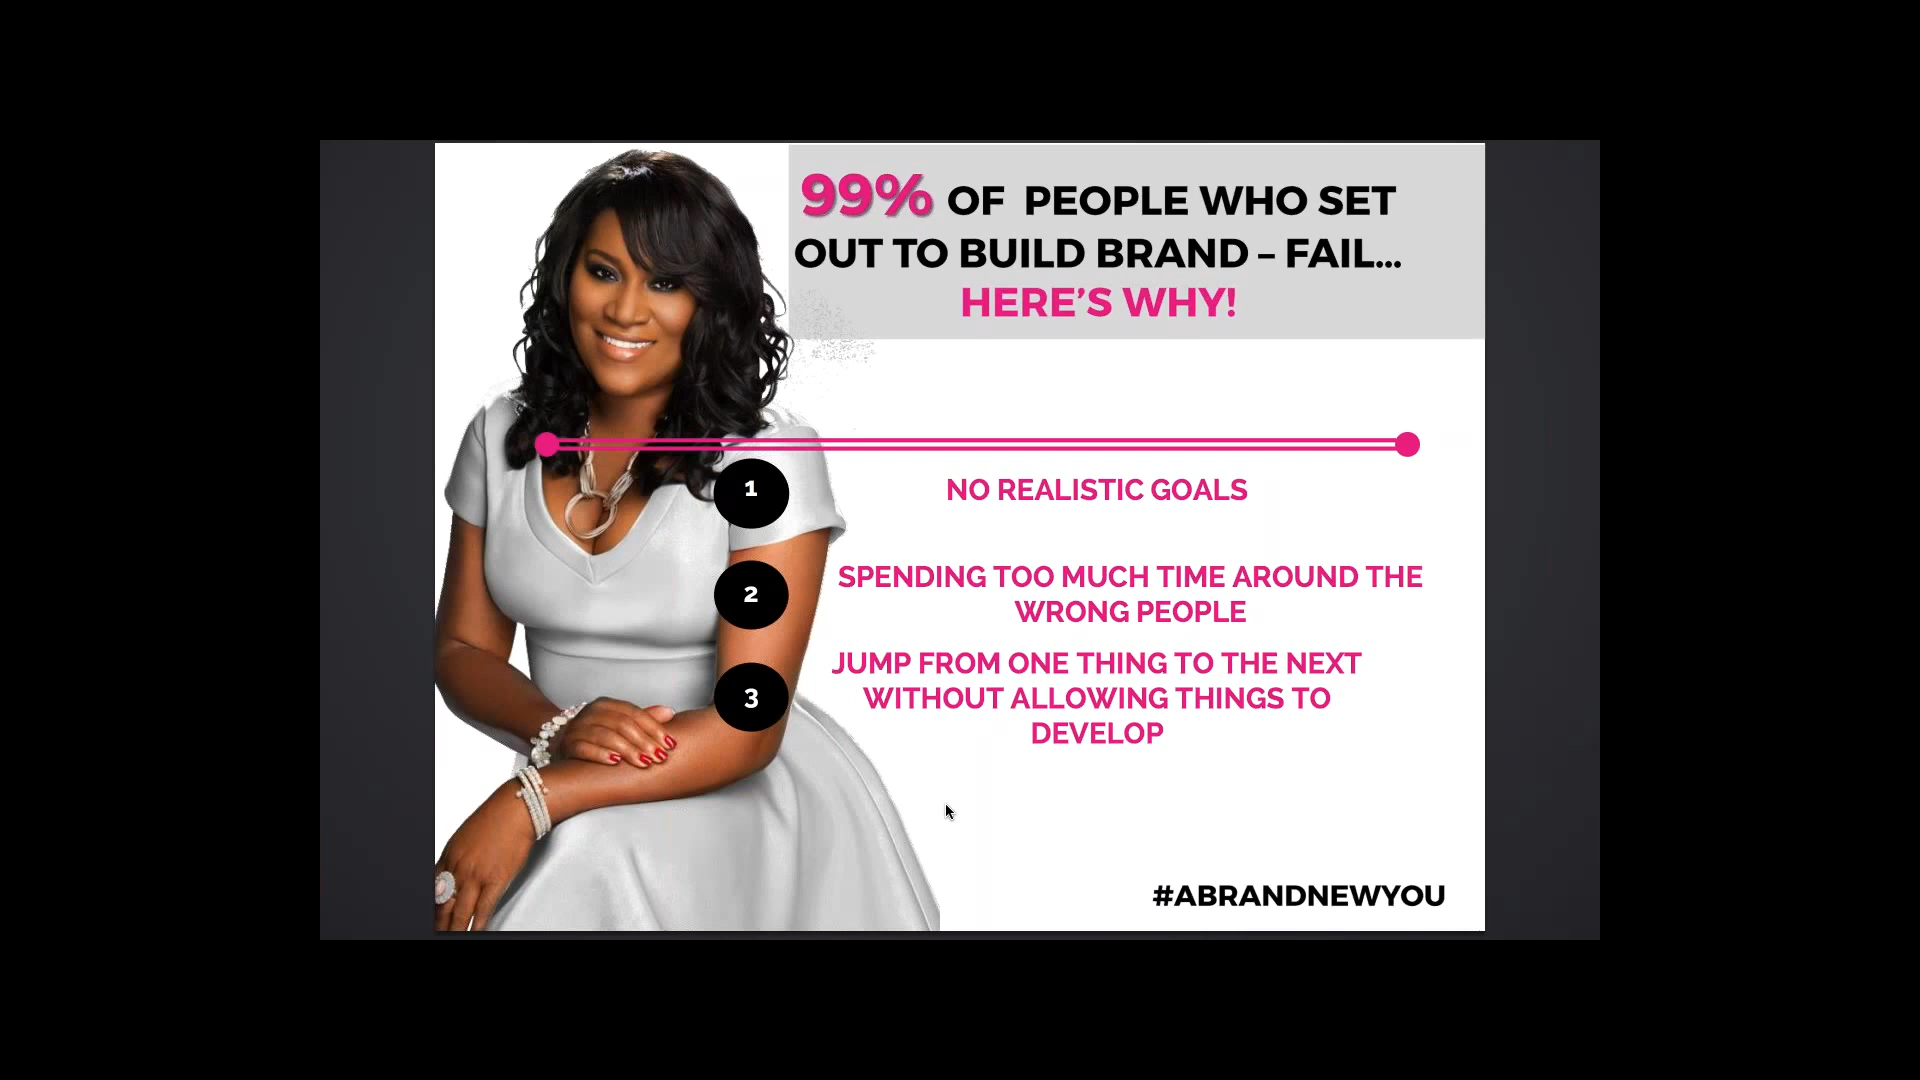 99% OF PEOPLE WHO SET
OUT TO BUILD BRAND – FAIL...
HERE'S WHY!
1
NO REALISTIC GOALS
2
SPENDING TOO MUCH TIME AROUND THE
WRONG PEOPLE
3
JUMP FROM ONE THING TO THE NEXT
WITHOUT ALLOWING THINGS TO
DEVELOP
#ABRANDNEWYOU